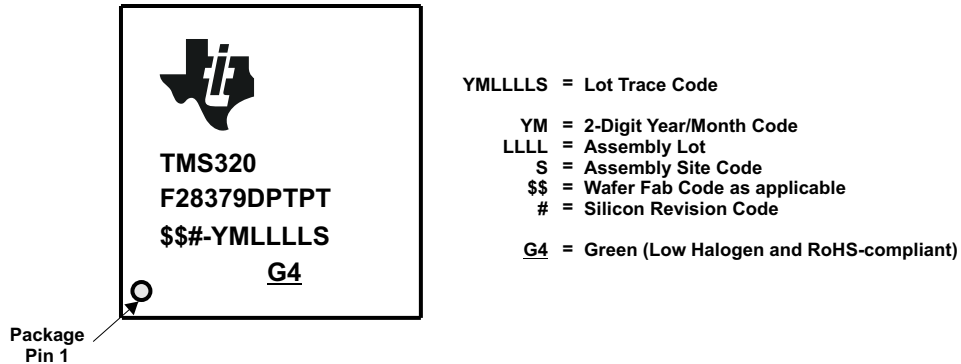 TMS320
F28379DPTPT
$$#-YMLLLLS
G4
Package
Pin 1
YMLLLLS = Lot Trace Code
YM = 2-Digit Year/Month Code
LLLL = Assembly Lot
S = Assembly Site Code
$$ = Wafer Fab Code as applicable
# = Silicon Revision Code
G4 = Green (Low Halogen and RoHS-compliant)